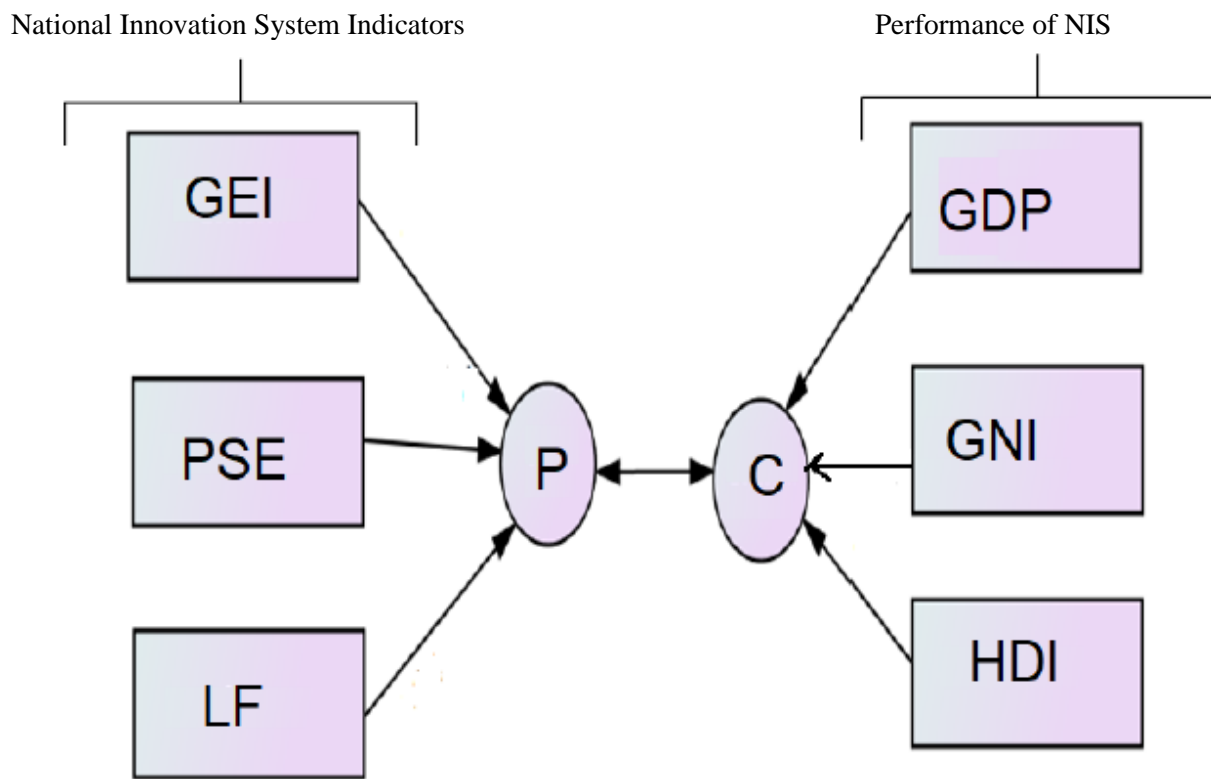 National Innovation System Indicators
Performance of NIS
GEI
GDP
PSE
P
C
GNI
LF
HDI